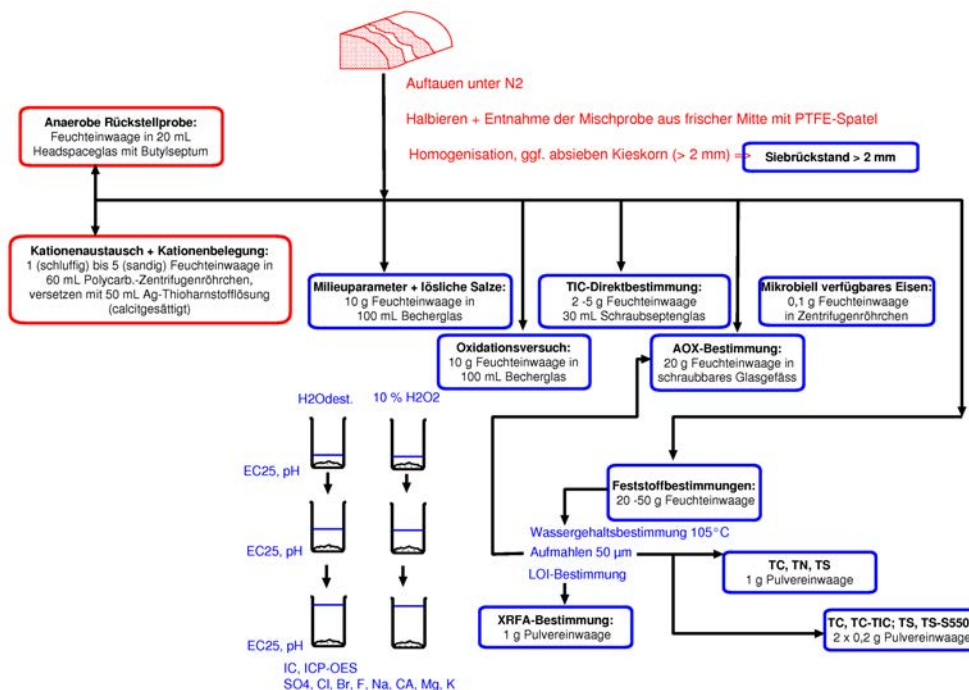 Auftauen unter N2
Halbieren + Entnahme der Mischprobe aus frischer Mitte mit PTFE-Spatel
Homogenisation, ggf. absieben Kieskorn (> 2 mm) =>
Siebrückstand > 2 mm
Anaerobe Rückstellprobe:
Feuchteinwaage in 20 mL
Headspaceglas mit Butylseptum
Kationenaustausch + Kationenbelegung:
1 (schluffig) bis 5 (sandig) Feuchteinwaage in
60 mL Polycarb.-Zentrifugenröhrchen,
versetzen mit 50 mL Ag-Thioharnstofflösung
(calcitgesättigt)
Milieuparameter + lösliche Salze:
10 g Feuchteinwaage in
100 mL Becherglas
TIC-Direktbestimmung:
2 -5 g Feuchteinwaage
30 mL Schraubseptenglas
Mikrobiell verfügbares Eisen:
0,1 g Feuchteinwaage
in Zentrifugenröhrchen
Oxidationsversuch:
10 g Feuchteinwaage in
100 mL Becherglas
AOX-Bestimmung:
20 g Feuchteinwaage in
schraubbares Glasgefäss
H2Odest.
10 % H2O2
EC25, pH
EC25, pH
EC25, pH
IC, ICP-OES
SO4, Cl, Br, F, Na, CA, Mg, K
Feststoffbestimmungen:
20 -50 g Feuchteinwaage
Wassergehaltsbestimmung 105°C
Aufmahlen 50 µm
LOI-Bestimmung
TC, TN, TS
1 g Pulvereinwaage
XRFA-Bestimmung:
1 g Pulvereinwaage
TC, TC-TIC; TS, TS-S550
2 x 0,2 g Pulvereinwaage